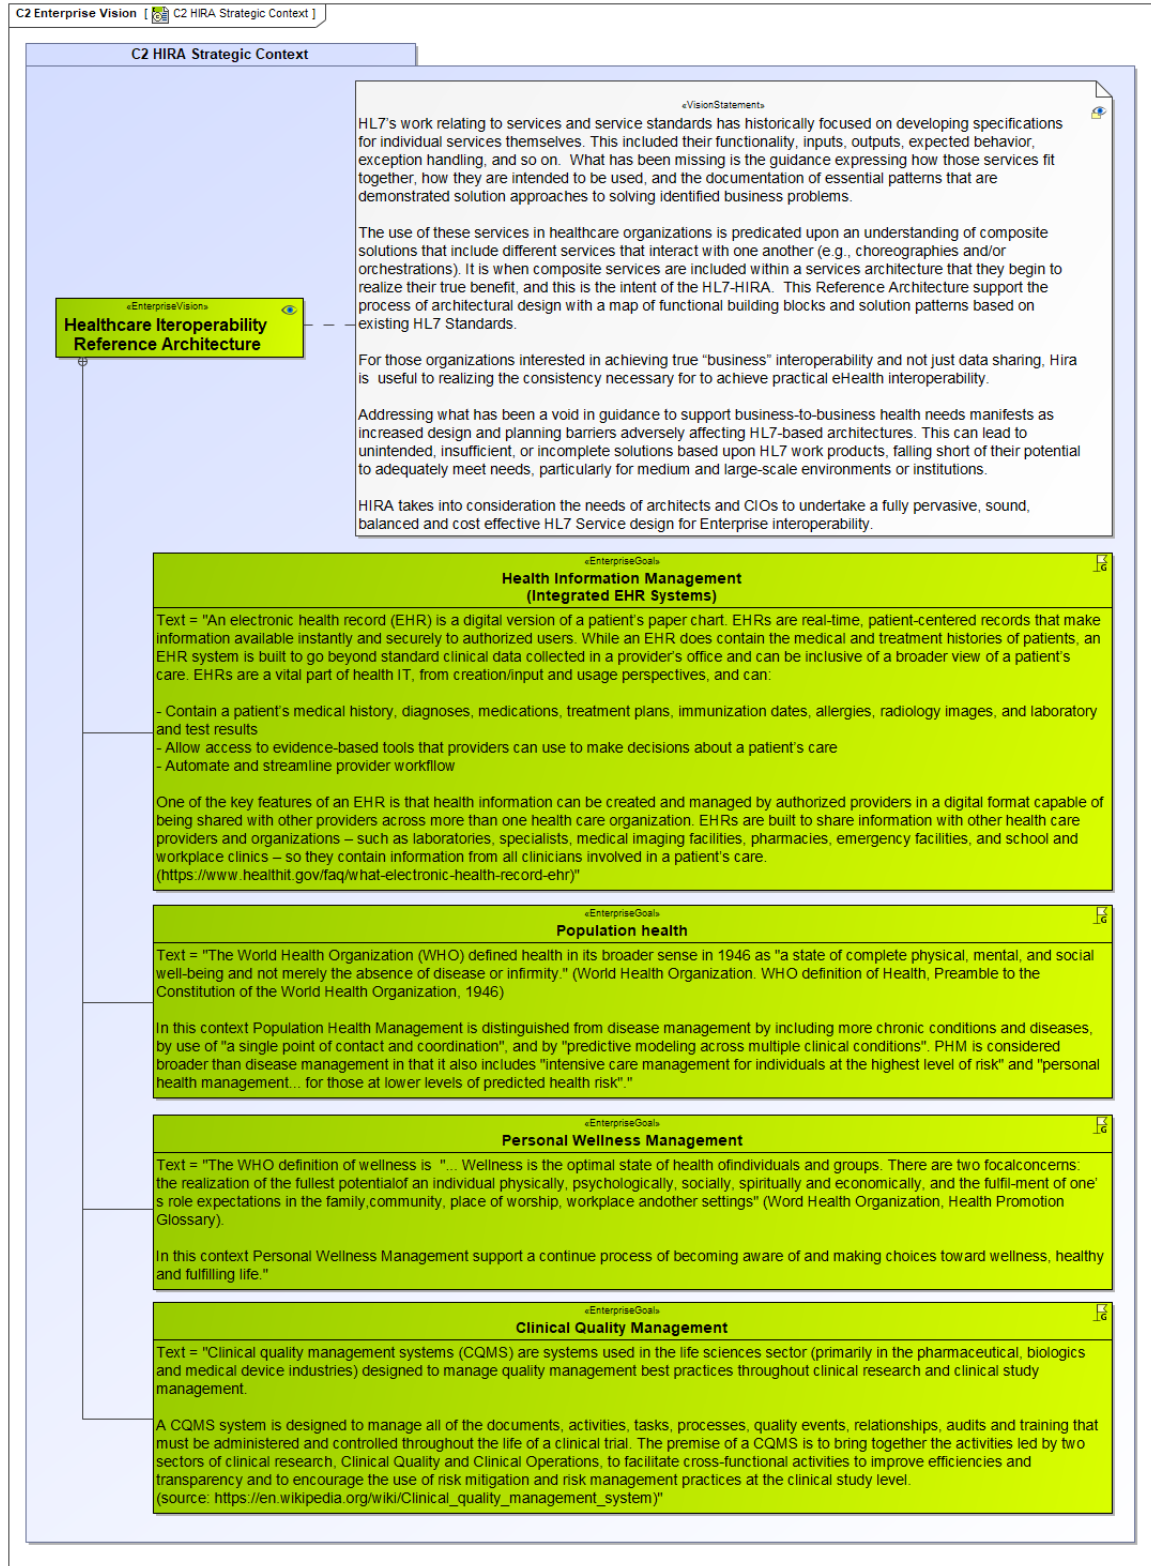 C2 Enterprise Vision [ C2 HIRA Strategic Context ]
C2 HIRA Strategic Context
«VisionStatement»
HL7's work relating to services and service standards has historically focused on developing specifications
for individual services themselves. This included their functionality, inputs, outputs, expected behavior,
exception handling, and so on.  What has been missing is the guidance expressing how those services fit
together, how they are intended to be used, and the documentation of essential patterns that are
demonstrated solution approaches to solving identified business problems.
The use of these services in healthcare organizations is predicated upon an understanding of composite
solutions that include different services that interact with one another (e.g., choreographies and/or
orchestrations). It is when composite services are included within a services architecture that they begin to
realize their true benefit, and this is the intent of the HL7-HIRA.  This Reference Architecture support the
process of architectural design with a map of functional building blocks and solution patterns based on
existing HL7 Standards.
For those organizations interested in achieving true "business" interoperability and not just data sharing, Hira
is  useful to realizing the consistency necessary for to achieve practical eHealth interoperability.
Addressing what has been a void in guidance to support business-to-business health needs manifests as
increased design and planning barriers adversely affecting HL7-based architectures. This can lead to
unintended, insufficient, or incomplete solutions based upon HL7 work products, falling short of their potential
to adequately meet needs, particularly for medium and large-scale environments or institutions.
HIRA takes into consideration the needs of architects and CIOs to undertake a fully pervasive, sound,
balanced and cost effective HL7 Service design for Enterprise interoperability.
«EnterpriseVision»
Healthcare Iteroperability
Reference Architecture
«EnterpriseGoal»
Health Information Management
(Integrated EHR Systems)
Text = "An electronic health record (EHR) is a digital version of a patient's paper chart. EHRs are real-time, patient-centered records that make
information available instantly and securely to authorized users. While an EHR does contain the medical and treatment histories of patients, an
EHR system is built to go beyond standard clinical data collected in a provider's office and can be inclusive of a broader view of a patient's
care. EHRs are a vital part of health IT, from creation/input and usage perspectives, and can:
- Contain a patient's medical history, diagnoses, medications, treatment plans, immunization dates, allergies, radiology images, and laboratory
and test results
- Allow access to evidence-based tools that providers can use to make decisions about a patient's care
- Automate and streamline provider workfllow
One of the key features of an EHR is that health information can be created and managed by authorized providers in a digital format capable of
being shared with other providers across more than one health care organization. EHRs are built to share information with other health care
providers and organizations – such as laboratories, specialists, medical imaging facilities, pharmacies, emergency facilities, and school and
workplace clinics – so they contain information from all clinicians involved in a patient's care.
(https://www.healthit.gov/faq/what-electronic-health-record-ehr)"
«EnterpriseGoal»
Population health
Text = "The World Health Organization (WHO) defined health in its broader sense in 1946 as "a state of complete physical, mental, and social
well-being and not merely the absence of disease or infirmity." (World Health Organization. WHO definition of Health, Preamble to the
Constitution of the World Health Organization, 1946)
In this context Population Health Management is distinguished from disease management by including more chronic conditions and diseases,
by use of "a single point of contact and coordination", and by "predictive modeling across multiple clinical conditions". PHM is considered
broader than disease management in that it also includes "intensive care management for individuals at the highest level of risk" and "personal
health management... for those at lower levels of predicted health risk"."
«EnterpriseGoal»
Personal Wellness Management
Text = "The WHO definition of wellness is  "... Wellness is the optimal state of health ofindividuals and groups. There are two focalconcerns:
the realization of the fullest potentialof an individual physically, psychologically, socially, spiritually and economically, and the fulfil-ment of one'
s role expectations in the family,community, place of worship, workplace andother settings" (Word Health Organization, Health Promotion
Glossary).
In this context Personal Wellness Management support a continue process of becoming aware of and making choices toward wellness, healthy
and fulfilling life."
«EnterpriseGoal»
Clinical Quality Management
Text = "Clinical quality management systems (CQMS) are systems used in the life sciences sector (primarily in the pharmaceutical, biologics
and medical device industries) designed to manage quality management best practices throughout clinical research and clinical study
management.
A CQMS system is designed to manage all of the documents, activities, tasks, processes, quality events, relationships, audits and training that
must be administered and controlled throughout the life of a clinical trial. The premise of a CQMS is to bring together the activities led by two
sectors of clinical research, Clinical Quality and Clinical Operations, to facilitate cross-functional activities to improve efficiencies and
transparency and to encourage the use of risk mitigation and risk management practices at the clinical study level.
(source: https://en.wikipedia.org/wiki/Clinical_quality_management_system)"